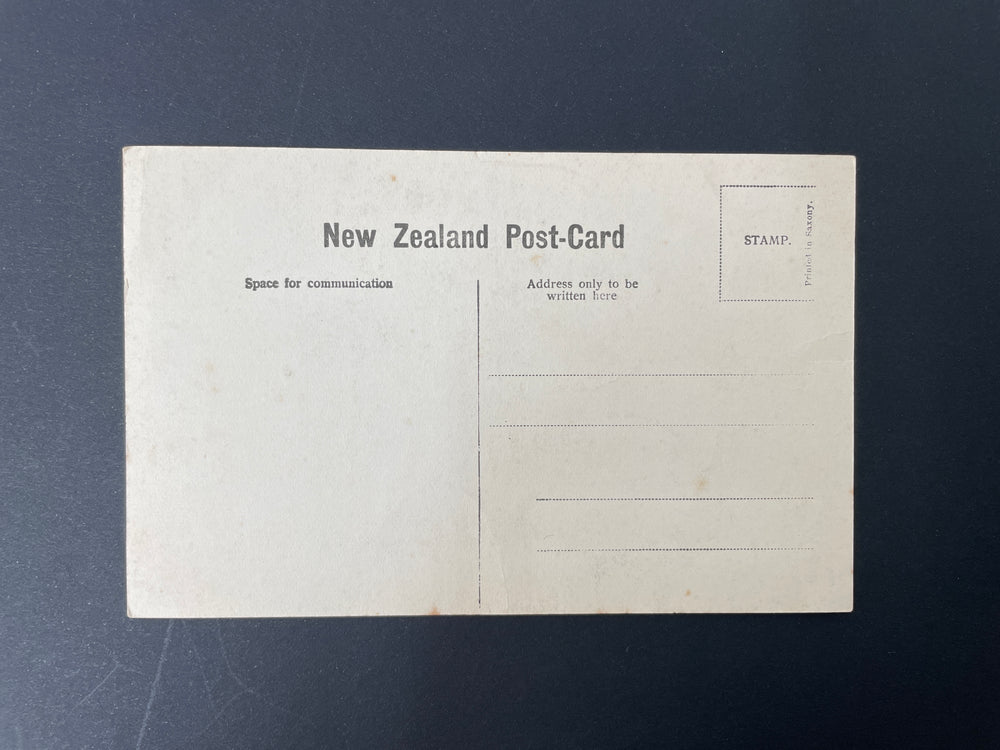 New Zealand Post-Card
Space for communication
Address only to be
written here
STAMP.
Printed in Saxony.